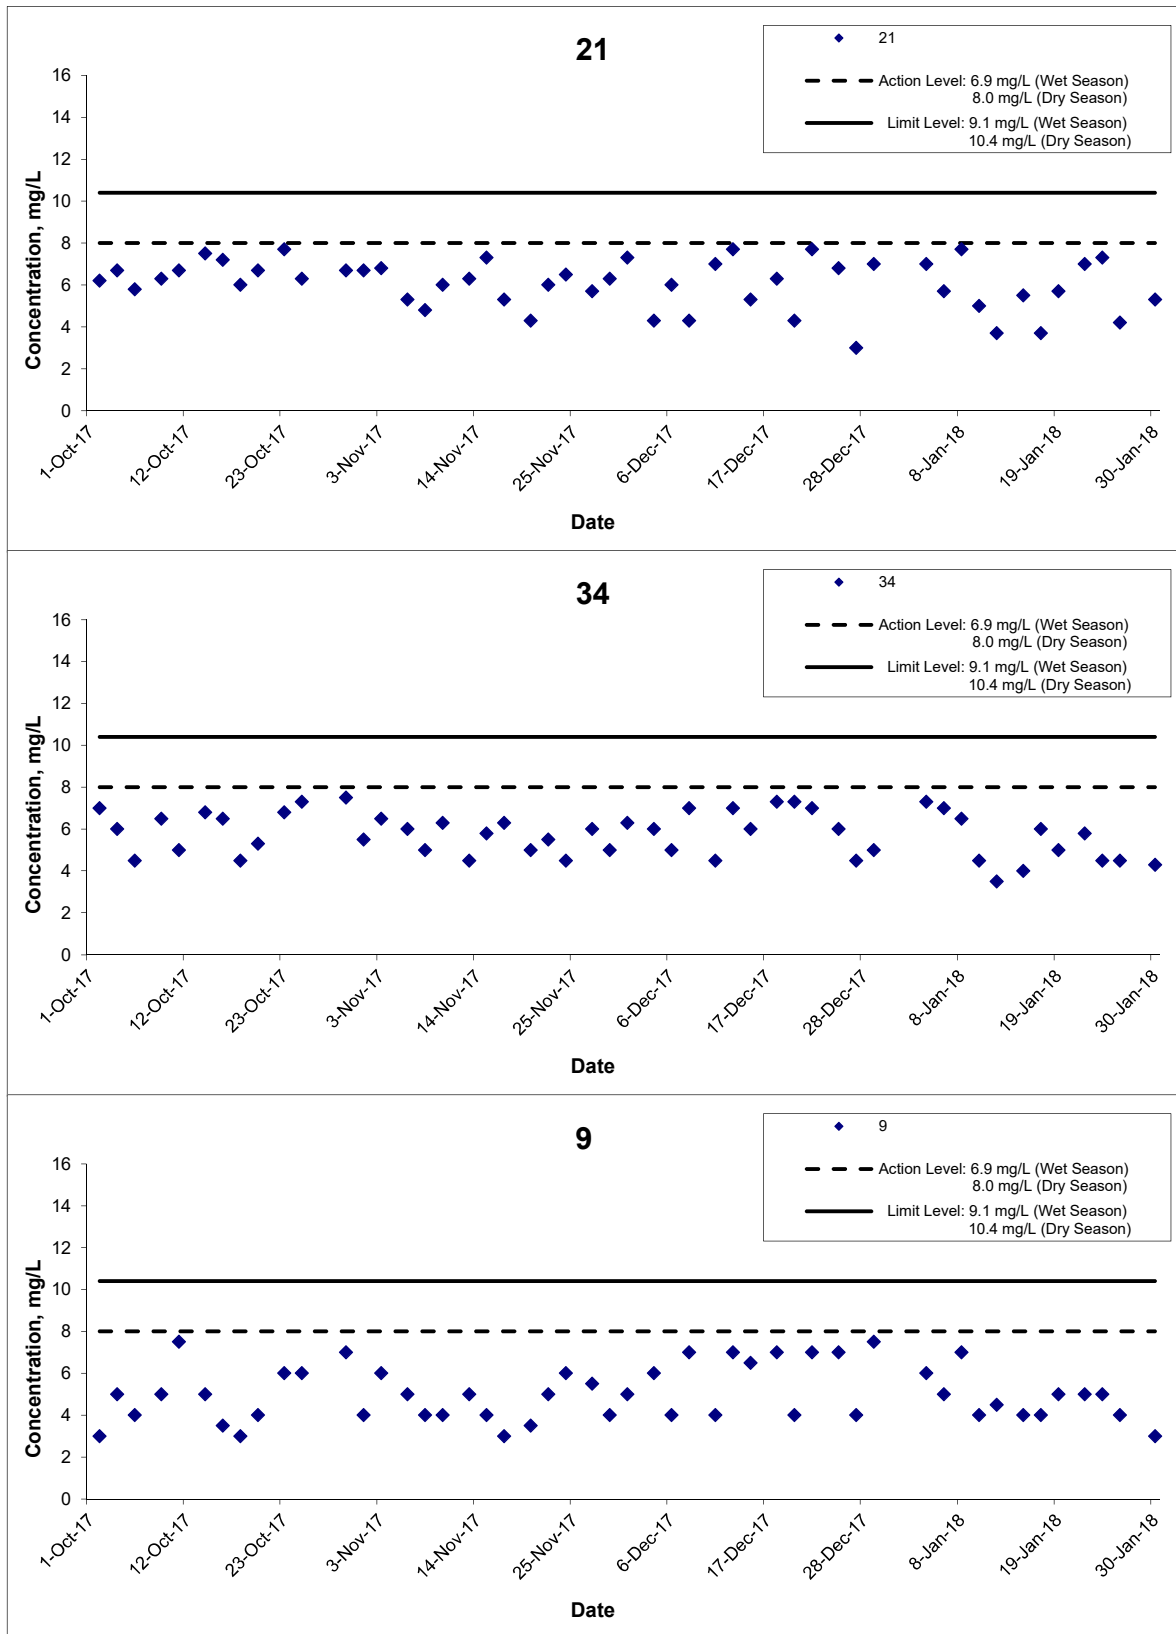 21
21
Action Level: 6.9 mg/L (Wet Season)
8.0 mg/L (Dry Season)
Limit Level: 9.1 mg/L (Wet Season)
10.4 mg/L (Dry Season)
Concentration, mg/L
16
14
12
10
8
6
4
2
0
1-Oct-17
12-Oct-17
23-Oct-17
3-Nov-17
14-Nov-17
25-Nov-17
6-Dec-17
17-Dec-17
28-Dec-17
8-Jan-18
19-Jan-18
30-Jan-18
Date
34
34
Action Level: 6.9 mg/L (Wet Season)
8.0 mg/L (Dry Season)
Limit Level: 9.1 mg/L (Wet Season)
10.4 mg/L (Dry Season)
Concentration, mg/L
16
14
12
10
8
6
4
2
0
1-Oct-17
12-Oct-17
23-Oct-17
3-Nov-17
14-Nov-17
25-Nov-17
6-Dec-17
17-Dec-17
28-Dec-17
8-Jan-18
19-Jan-18
30-Jan-18
Date
9
9
Action Level: 6.9 mg/L (Wet Season)
8.0 mg/L (Dry Season)
Limit Level: 9.1 mg/L (Wet Season)
10.4 mg/L (Dry Season)
Concentration, mg/L
16
14
12
10
8
6
4
2
0
1-Oct-17
12-Oct-17
23-Oct-17
3-Nov-17
14-Nov-17
25-Nov-17
6-Dec-17
17-Dec-17
28-Dec-17
8-Jan-18
19-Jan-18
30-Jan-18
Date